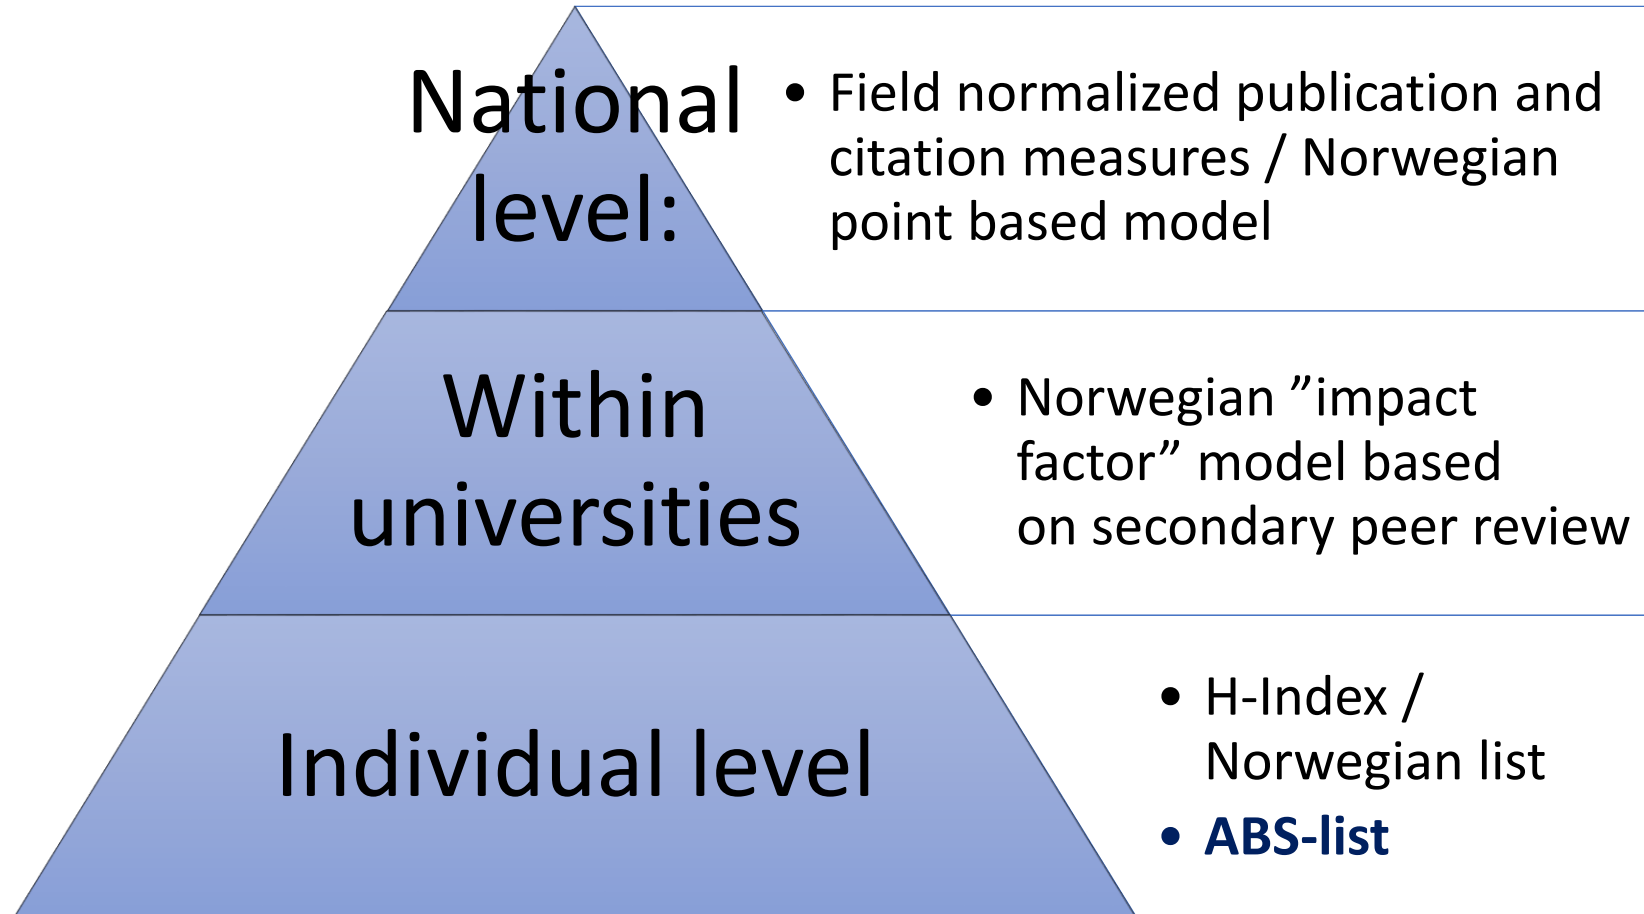 National
level:
• Field normalized publication and
citation measures / Norwegian
point based model
Within
universities
• Norwegian ”impact
factor” model based
on secondary peer review
Individual level
• H-Index /
Norwegian list
• ABS-list